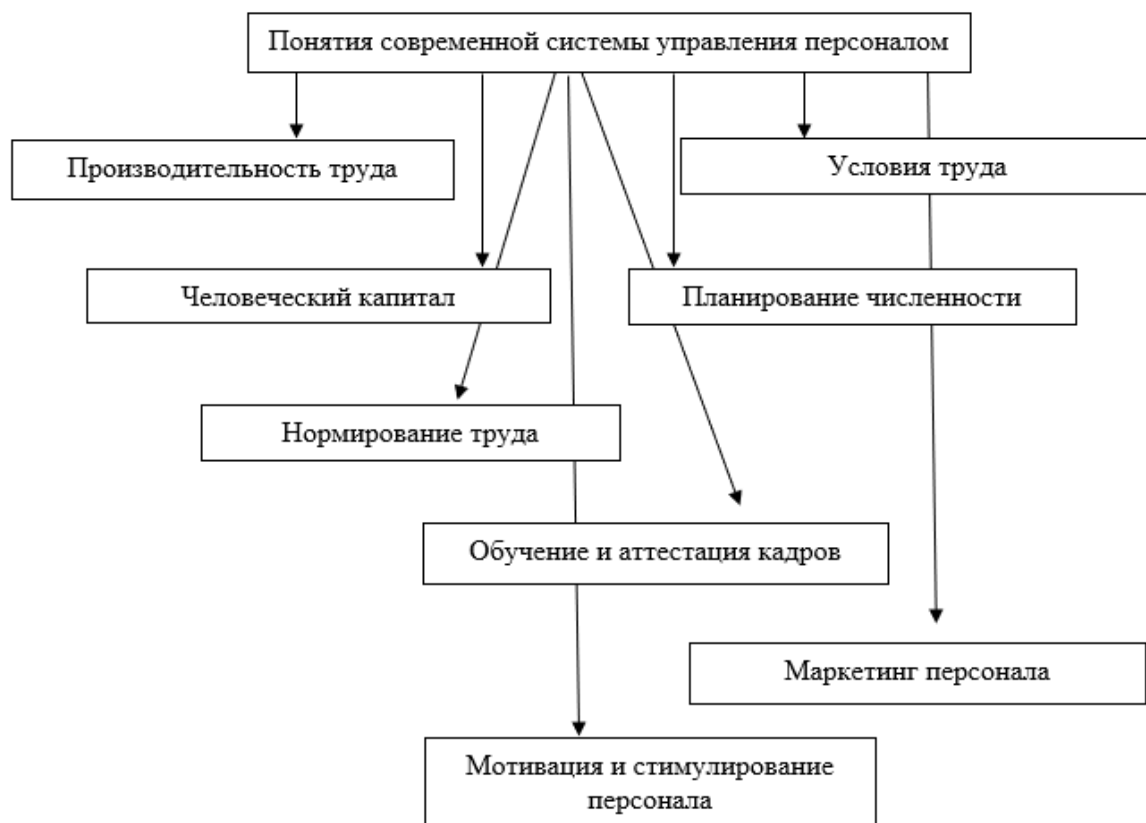 Понятия современной системы управления персоналом
Производительность труда
Условия труда
Человеческий капитал
Планирование численности
Нормирование труда
Обучение и аттестация кадров
Маркетинг персонала
Мотивация и стимулирование
персонала